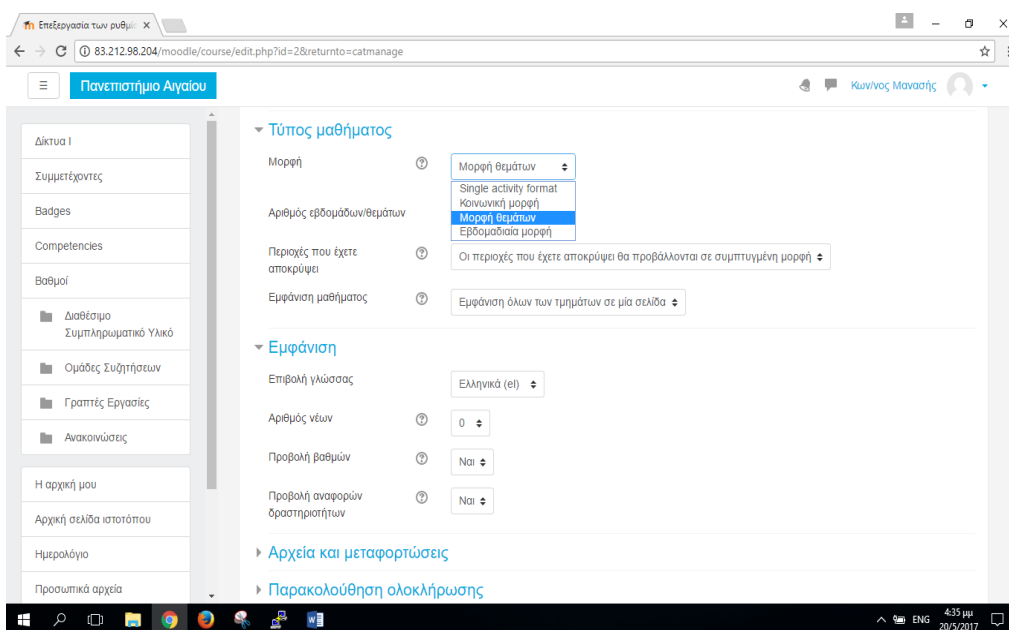 Επεξεργασία των ρυθμίσ
83.212.98.204/moodle/course/edit.php?id=2&returnto=catmanage
Πανεπιστήμιο Αιγαίου
Κων/νος Μανασής
Δίκτυα Ι
Συμμετέχοντες
Badges
Competencies
Βαθμοί
Διαθέσιμο
Συμπληρωματικό Υλικό
Ομάδες Συζητήσεων
Γραπτές Εργασίες
Ανακοινώσεις
Η αρχική μου
Αρχική σελίδα ιστοτόπου
Ημερολόγιο
Προσωπικά αρχεία
Τύπος μαθήματος
Μορφή
Μορφή θεμάτων
Single activity format
Κοινωνική μορφή
Μορφή θεμάτων
Εβδομαδιαία μορφή
Αριθμός εβδομάδων/θεμάτων
Περιοχές που έχετε
αποκρύψει
Οι περιοχές που έχετε αποκρύψει θα προβάλλονται σε συμπτυγμένη μορφή
Εμφάνιση μαθήματος
Εμφάνιση όλων των τμημάτων σε μία σελίδα
Εμφάνιση
Επιβολή γλώσσας
Ελληνικά (el)
Αριθμός νέων
0
Προβολή βαθμών
Ναι
Προβολή αναφορών
δραστηριοτήτων
Ναι
Αρχεία και μεταφορτώσεις
Παρακολούθηση ολοκλήρωσης
ENG
4:35 μμ
20/5/2017